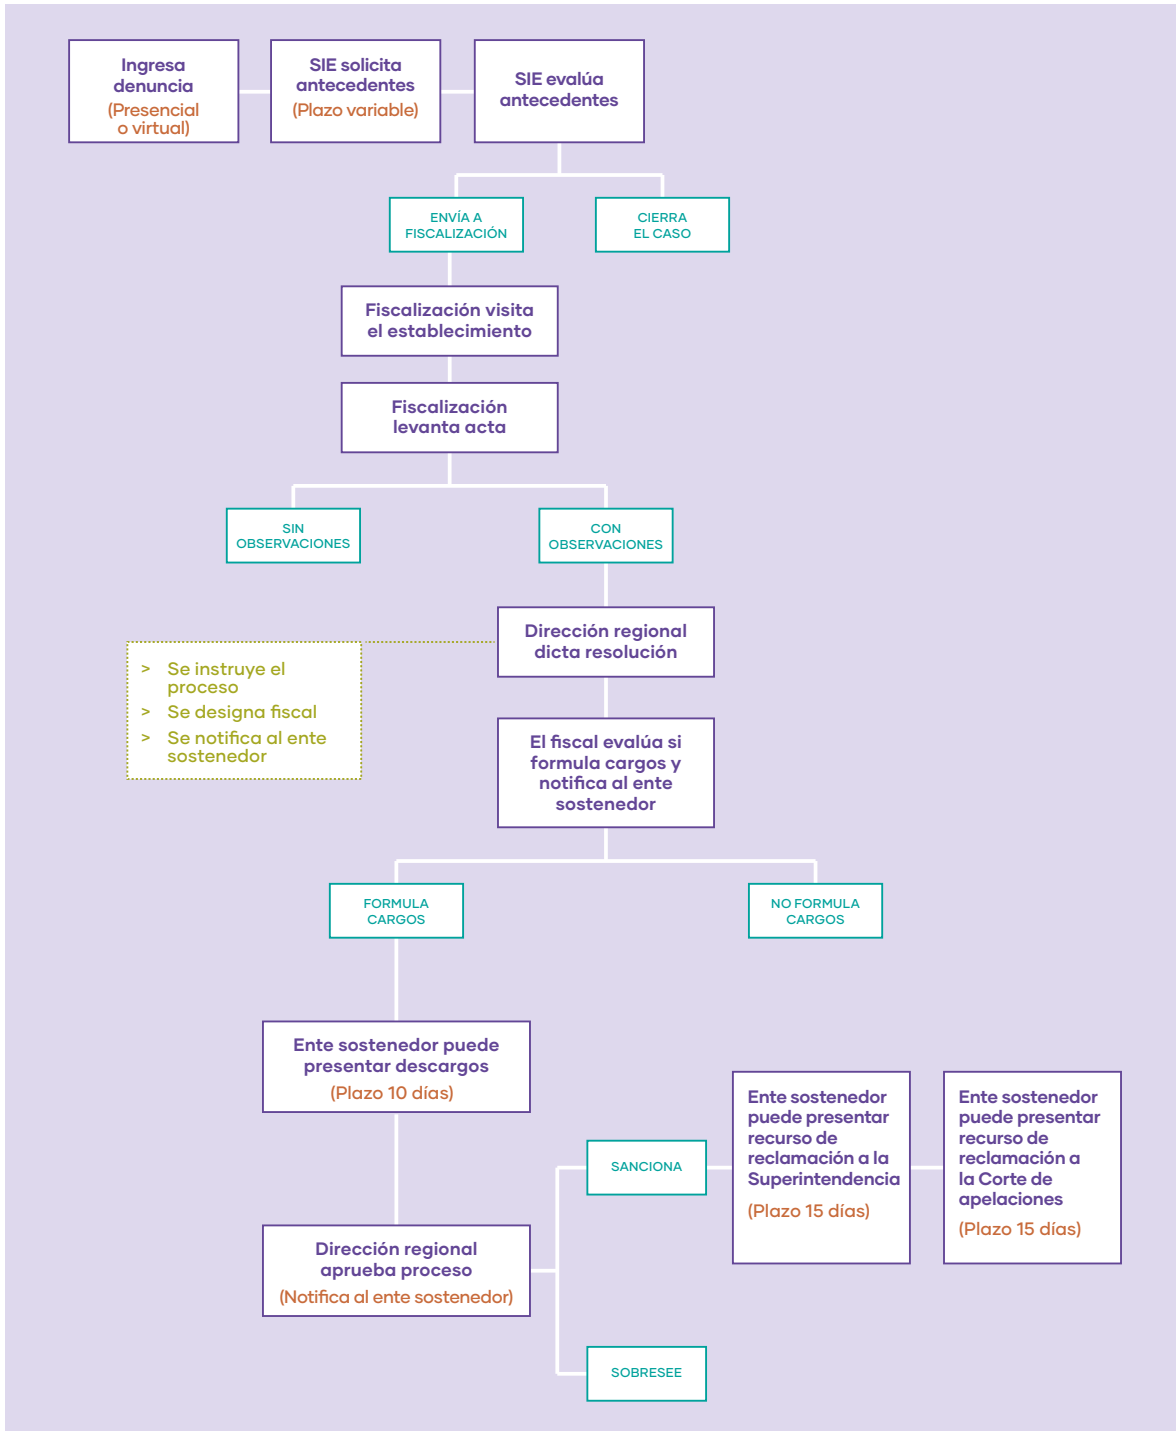 Ingresa
denuncia
(Presencial
o virtual)
SIE solicita
antecedentes
(Plazo variable)
SIE evalúa
antecedentes
ENVÍA A
FISCALIZACIÓN
CIERRA
EL CASO
Fiscalización visita
el establecimiento
Fiscalización
levanta acta
SIN
OBSERVACIONES
CON
OBSERVACIONES
Dirección regional
dicta resolución
> Se instruye el
proceso
> Se designa fiscal
> Se notifica al ente
sostenedor
El fiscal evalúa si
formula cargos y
notifica al ente
sostenedor
FORMULA
CARGOS
NO FORMULA
CARGOS
Ente sostenedor puede
presentar descargos
(Plazo 10 días)
Dirección regional
aprueba proceso
(Notifica al ente sostenedor)
SANCIONA
Ente sostenedor
puede presentar
recurso de
reclamación a la
Superintendencia
(Plazo 15 días)
Ente sostenedor
puede presentar
recurso de
reclamación a
la Corte de
apelaciones
(Plazo 15 días)
SOBRESEE